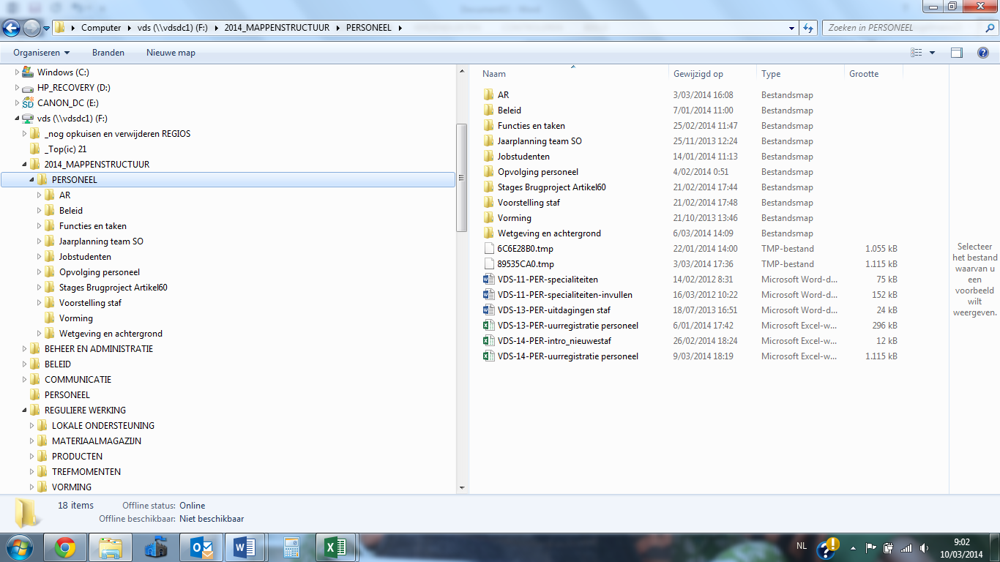 Computer vds (\\vdsdc1) (F:) 2014_MAPPENSTRUCTUUR PERSONEEL
Zoeken in PERSONEEL
Organiseren Branden Nieuwe map
Windows (C:)
HP_RECOVERY (D:)
CANON_DC (E:)
vds (\\vdsdc1) (F:)
_nog opkuisen en verwijderen REGIOS
_Top(ic) 21
2014_MAPPENSTRUCTUUR
PERSONEEL
AR
Beleid
Functies en taken
Jaarplanning team SO
Jobstudenten
Opvolging personeel
Stages Brugproject Artikel60
Voorstelling staf
Vorming
Wetgeving en achtergrond
BEHEER EN ADMINISTRATIE
BELEID
COMMUNICATIE
PERSONEEL
REGULIERE WERKING
LOKALE ONDERSTEUNING
MATERIAALMAGAZIJN
PRODUCTEN
TREFMOMENTEN
VORMING
Naam Gewijzigd op Type Grootte
AR 3/03/2014 16:08 Bestandsmap
Beleid 7/01/2014 11:00 Bestandsmap
Functies en taken 25/02/2014 11:47 Bestandsmap
Jaarplanning team SO 25/11/2013 12:24 Bestandsmap
Jobstudenten 14/01/2014 11:13 Bestandsmap
Opvolging personeel 4/02/2014 0:51 Bestandsmap
Stages Brugproject Artikel60 21/02/2014 17:44 Bestandsmap
Voorstelling staf 21/02/2014 17:48 Bestandsmap
Vorming 21/10/2013 13:46 Bestandsmap
Wetgeving en achtergrond 6/03/2014 14:09 Bestandsmap
6C6E28B0.tmp 22/01/2014 14:00 TMP-bestand 1.055 kB
89535CA0.tmp 3/03/2014 17:36 TMP-bestand 1.115 kB
VDS-11-PER-specialiteiten 14/02/2012 8:31 Microsoft Word-d... 75 kB
VDS-11-PER-specialiteiten-invullen 16/03/2012 10:22 Microsoft Word-d... 152 kB
VDS-13-PER-uitdagingen staf 18/07/2013 16:51 Microsoft Word-d... 24 kB
VDS-13-PER-uurregistratie personeel 6/01/2014 17:42 Microsoft Excel-w... 296 kB
VDS-14-PER-intro_nieuwestaf 26/02/2014 18:24 Microsoft Excel-w... 12 kB
VDS-14-PER-uurregistratie personeel 9/03/2014 18:19 Microsoft Excel-w... 1.115 kB
Selecteer
het bestand
waarvan u
een
voorbeeld
wilt
weergeven.
18 items Offline status: Online
Offline beschikbaar: Niet beschikbaar
NL
9:02
10/03/2014